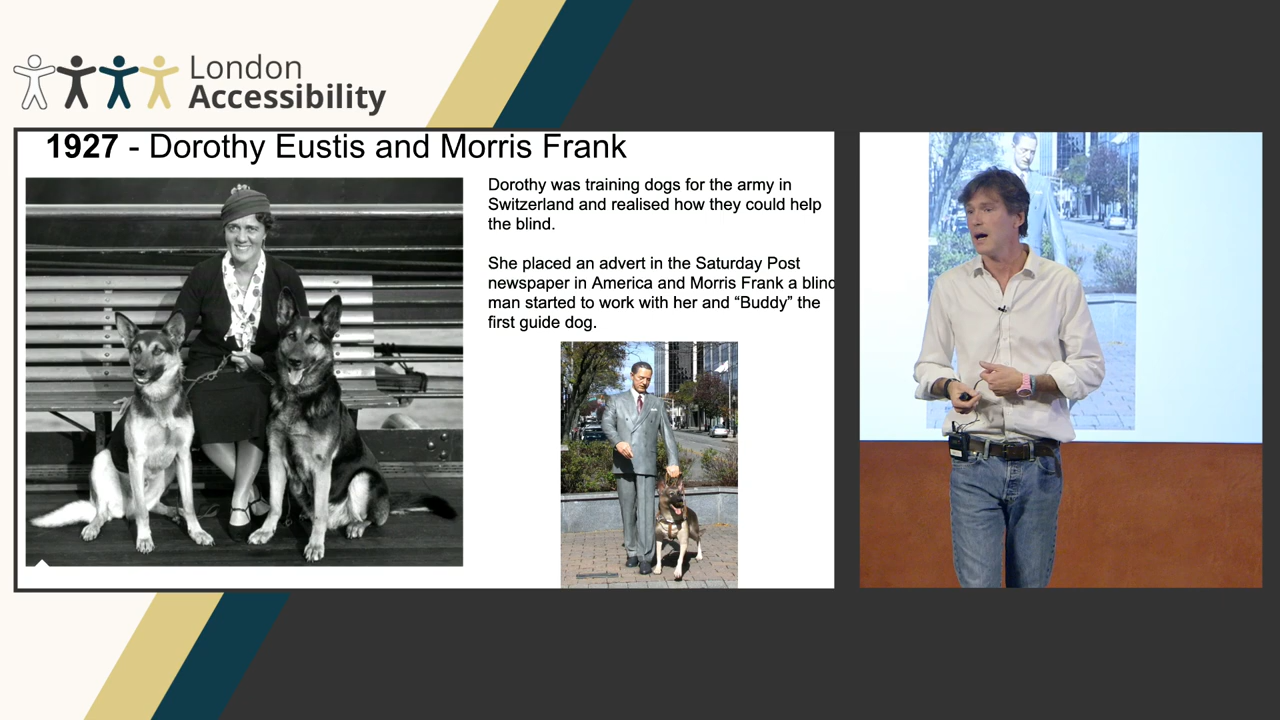 London
Accessibility
1927 - Dorothy Eustis and Morris Frank
Dorothy was training dogs for the army in
Switzerland and realised how they could help
the blind.
She placed an advert in the Saturday Post
newspaper in America and Morris Frank a blind
man started to work with her and “Buddy” the
first guide dog.